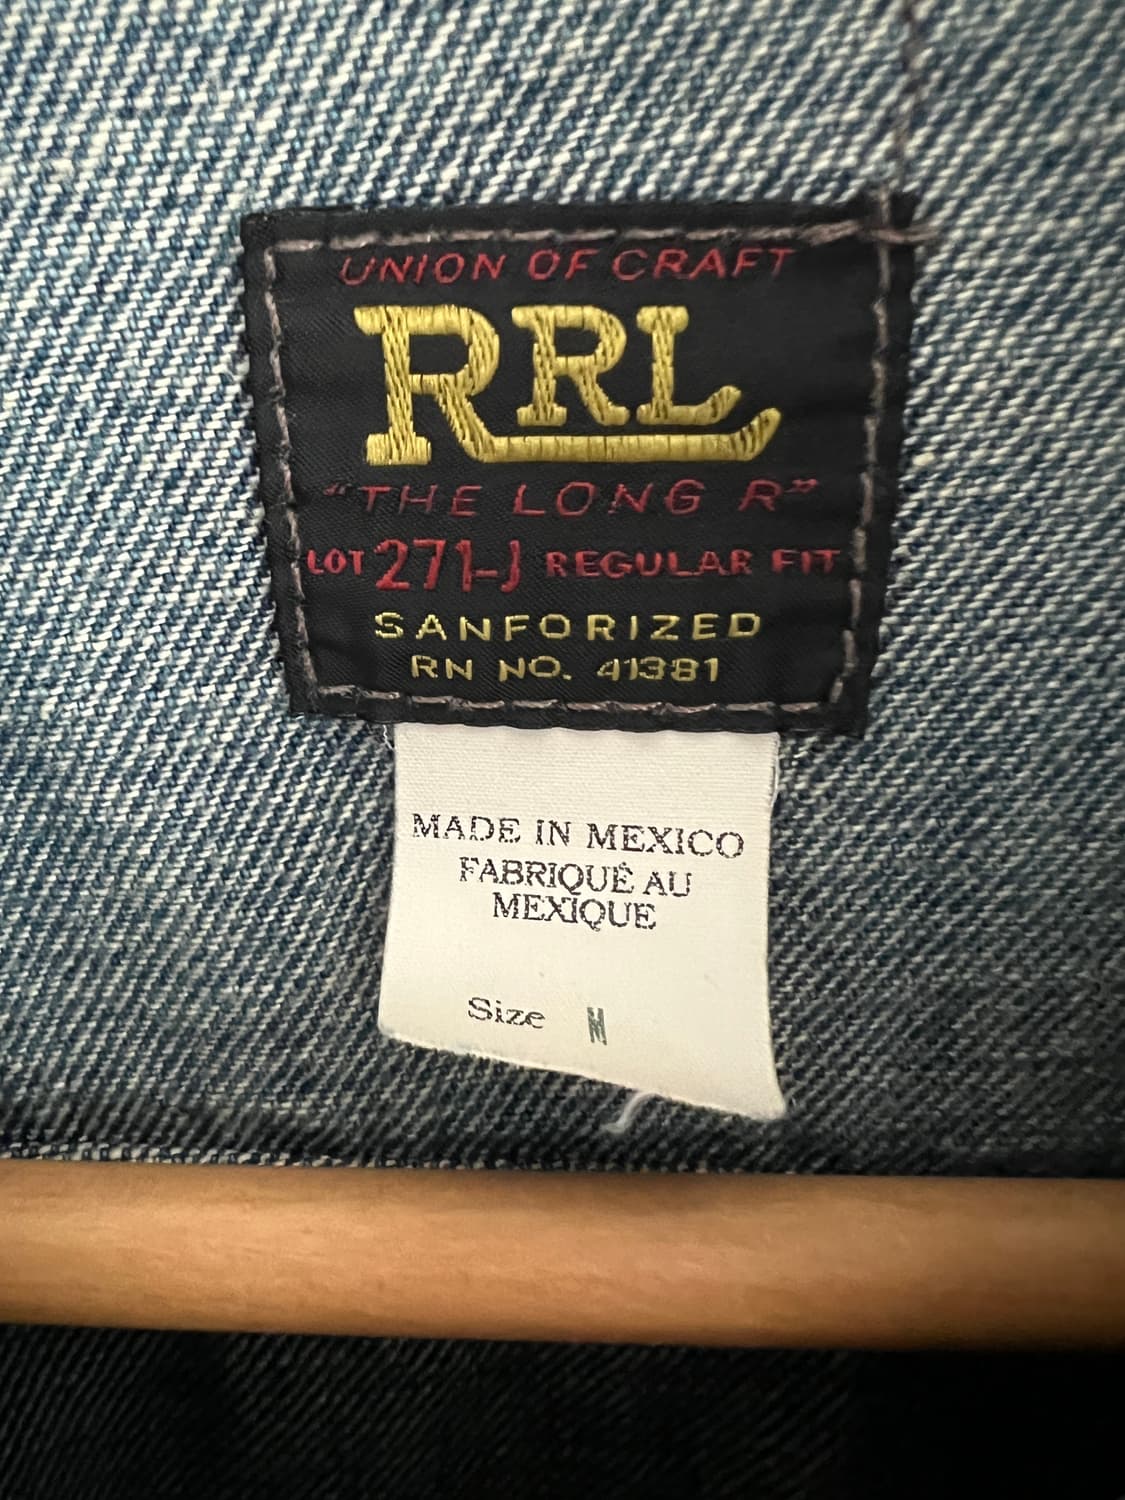 UNION OF CRAFT
RRL
"THE LONG R"
LOT 271-J REGULAR FIT
SANFORIZED
RN NO. 41381
MADE IN MEXICO
FABRIQUÉ AU
MEXIQUE
Size M